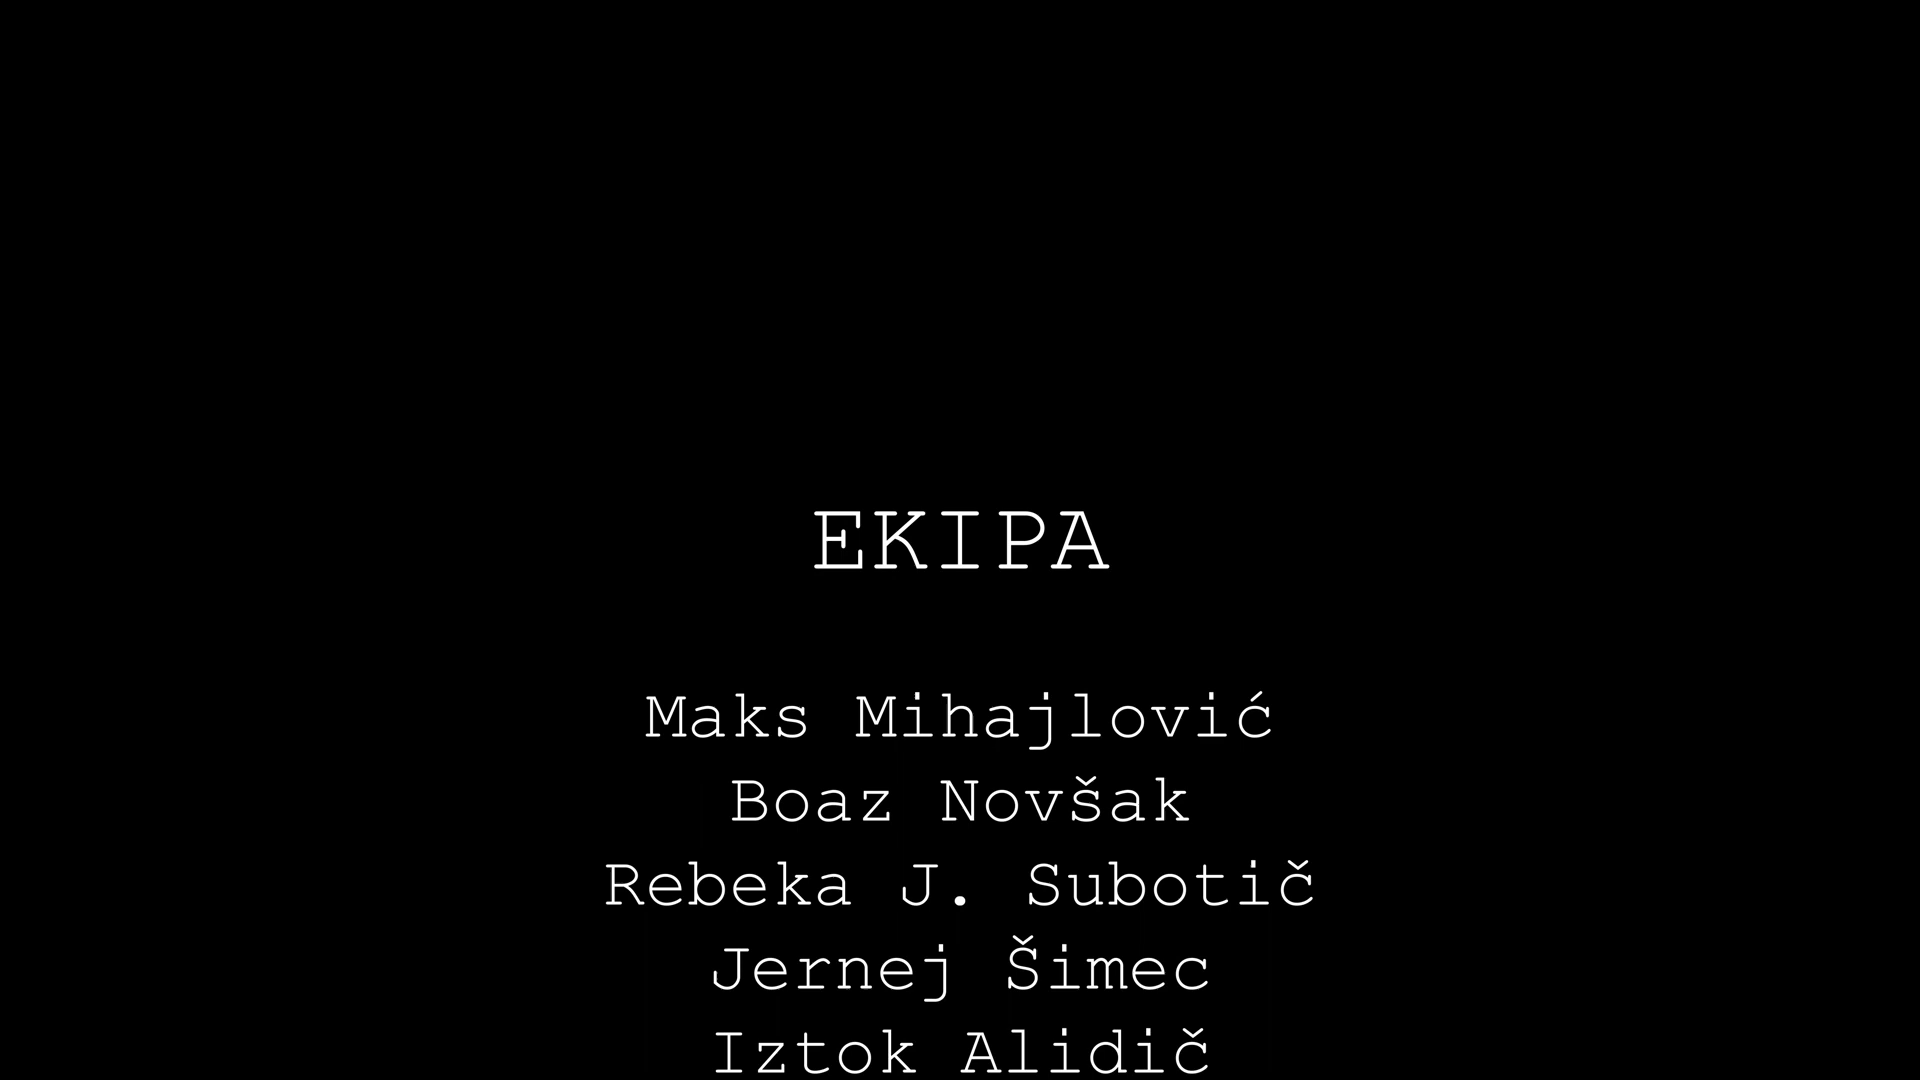 EKIPA
Maks Mihajlović
Boaz Novšak
Rebeka J. Subotič
Jernej Šimec
Iztok Alidič